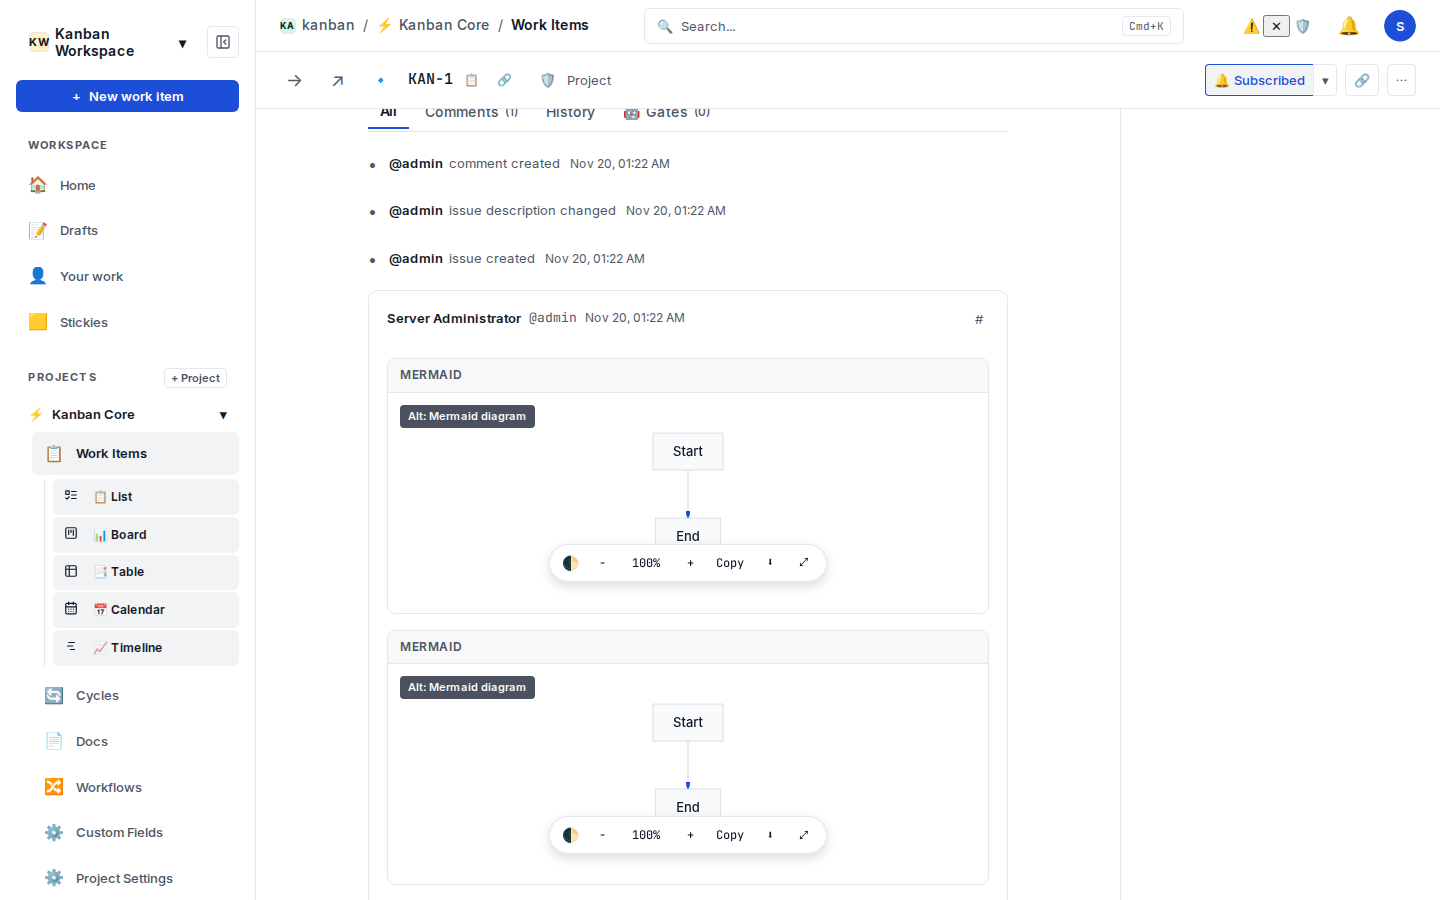 KW Kanban Workspace ▼
+ New work item
WORKSPACE
🏠 Home
📝 Drafts
👤 Your work
🟨 Stickies
PROJECTS + Project
⚡ Kanban Core ▼
📋 Work Items
📋 List
📊 Board
📑 Table
📅 Calendar
📈 Timeline
🔄 Cycles
📄 Docs
🔀 Workflows
⚙️ Custom Fields
⚙️ Project Settings
KA kanban / ⚡ Kanban Core / Work Items
🔍 Search... Cmd+K
⚠️ ✕ 🛡️ 🔔 S
→ ↗ 🔹 KAN-1 📋 🔗 🛡️ Project
🔔 Subscribed ▾ 🔗 ···
All Comments (1) History 🤖 Gates (0)
• @admin comment created Nov 20, 01:22 AM
• @admin issue description changed Nov 20, 01:22 AM
• @admin issue created Nov 20, 01:22 AM
Server Administrator @admin Nov 20, 01:22 AM #
MERMAID
Alt: Mermaid diagram
Start
End
🌓 - 100% + Copy ⬇ ⤢
MERMAID
Alt: Mermaid diagram
Start
End
🌓 - 100% + Copy ⬇ ⤢